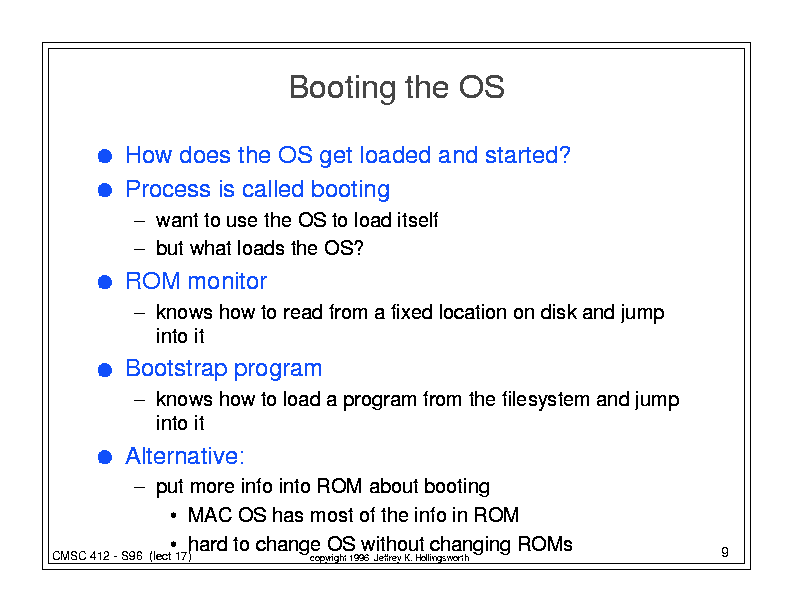 Booting the OS
● How does the OS get loaded and started?
● Process is called booting
– want to use the OS to load itself
– but what loads the OS?
● ROM monitor
– knows how to read from a fixed location on disk and jump
into it
● Bootstrap program
– knows how to load a program from the filesystem and jump
into it
● Alternative:
– put more info into ROM about booting
• MAC OS has most of the info in ROM
• hard to change OS without changing ROMs
CMSC 412 - S96 (lect 17)
copyright 1996 Jeffrey K. Hollingsworth
9